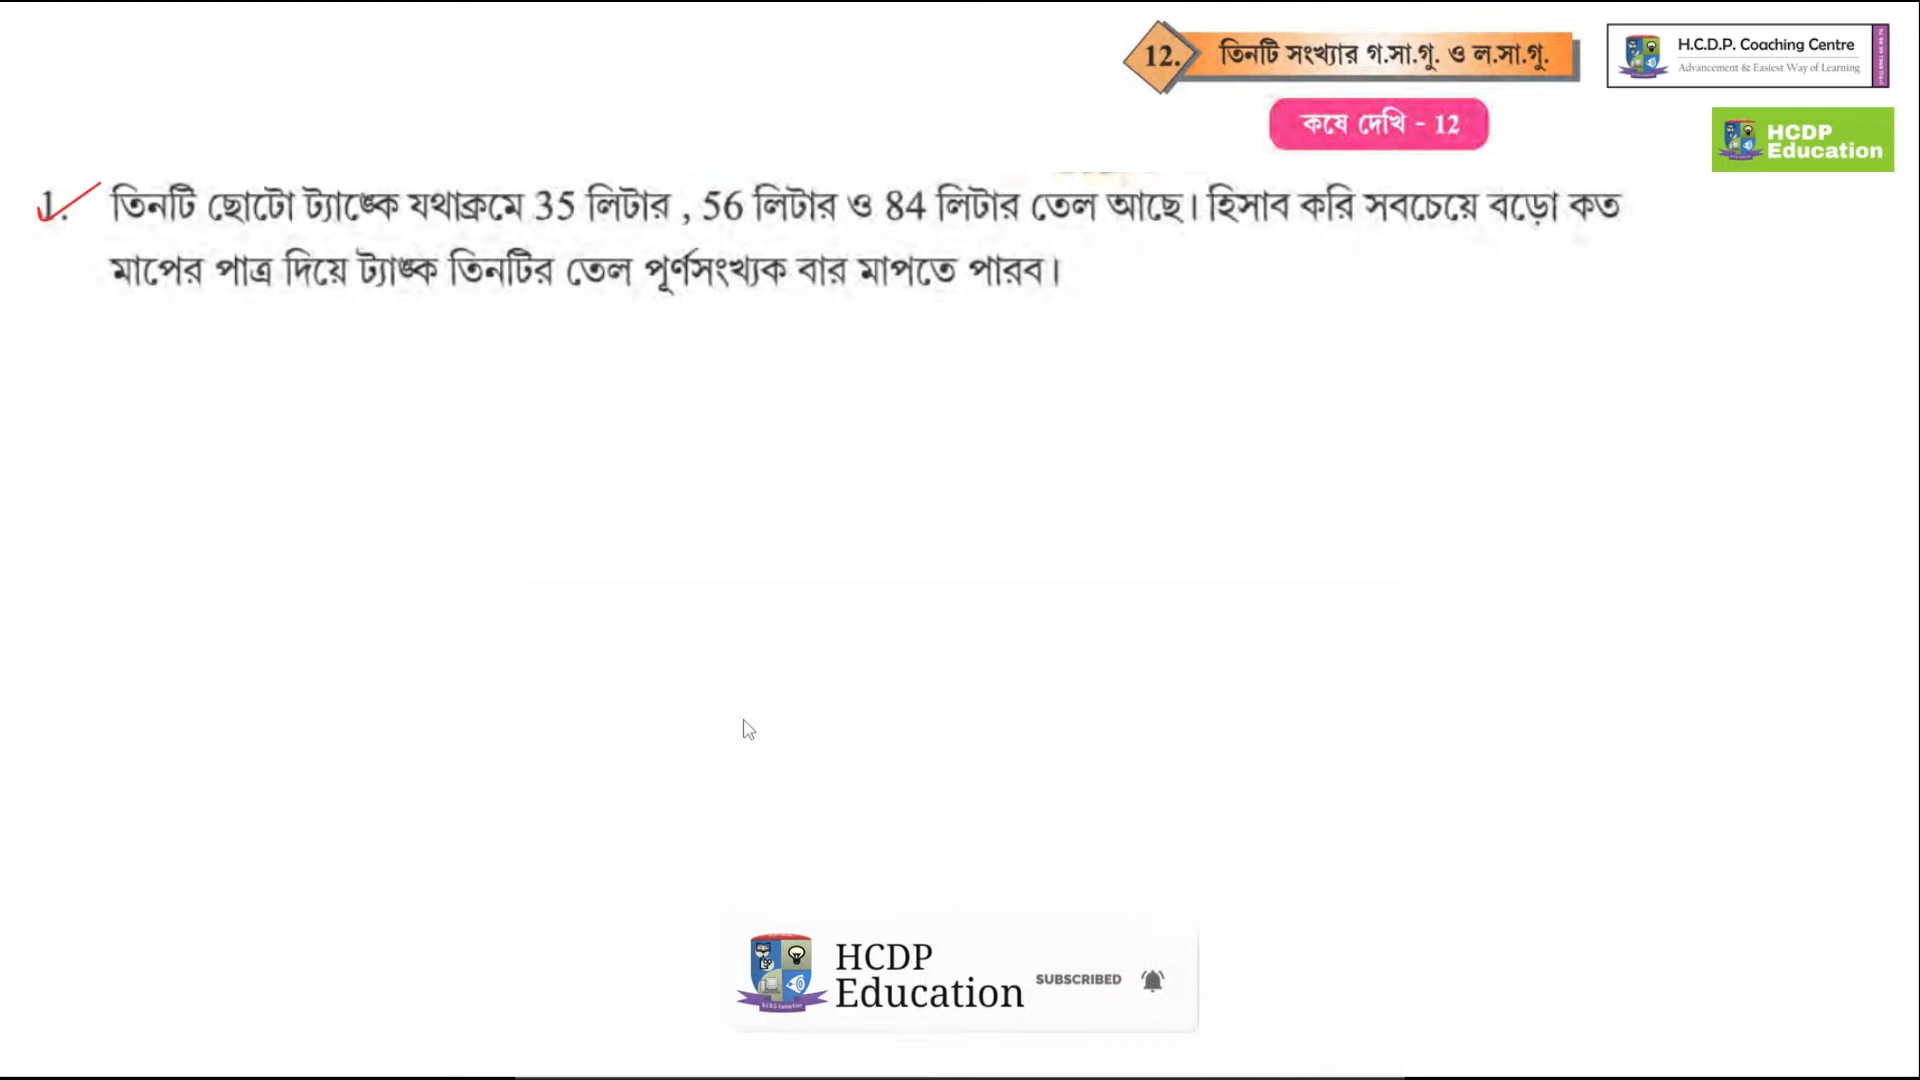 12. তিনটি সংখ্যার গ.সা.গু. ও ল.সা.গু.
H.C.D.P. Coaching Centre
Advancement & Easiest Way of Learning
কষে দেখি - 12
HCDP
Education
1. তিনটি ছোটো ট্যাঙ্কে যথাক্রমে 35 লিটার , 56 লিটার ও 84 লিটার তেল আছে। হিসাব করি সবচেয়ে বড়ো কত
মাপের পাত্র দিয়ে ট্যাঙ্ক তিনটির তেল পূর্ণসংখ্যক বার মাপতে পারব।
HCDP
Education
SUBSCRIBED